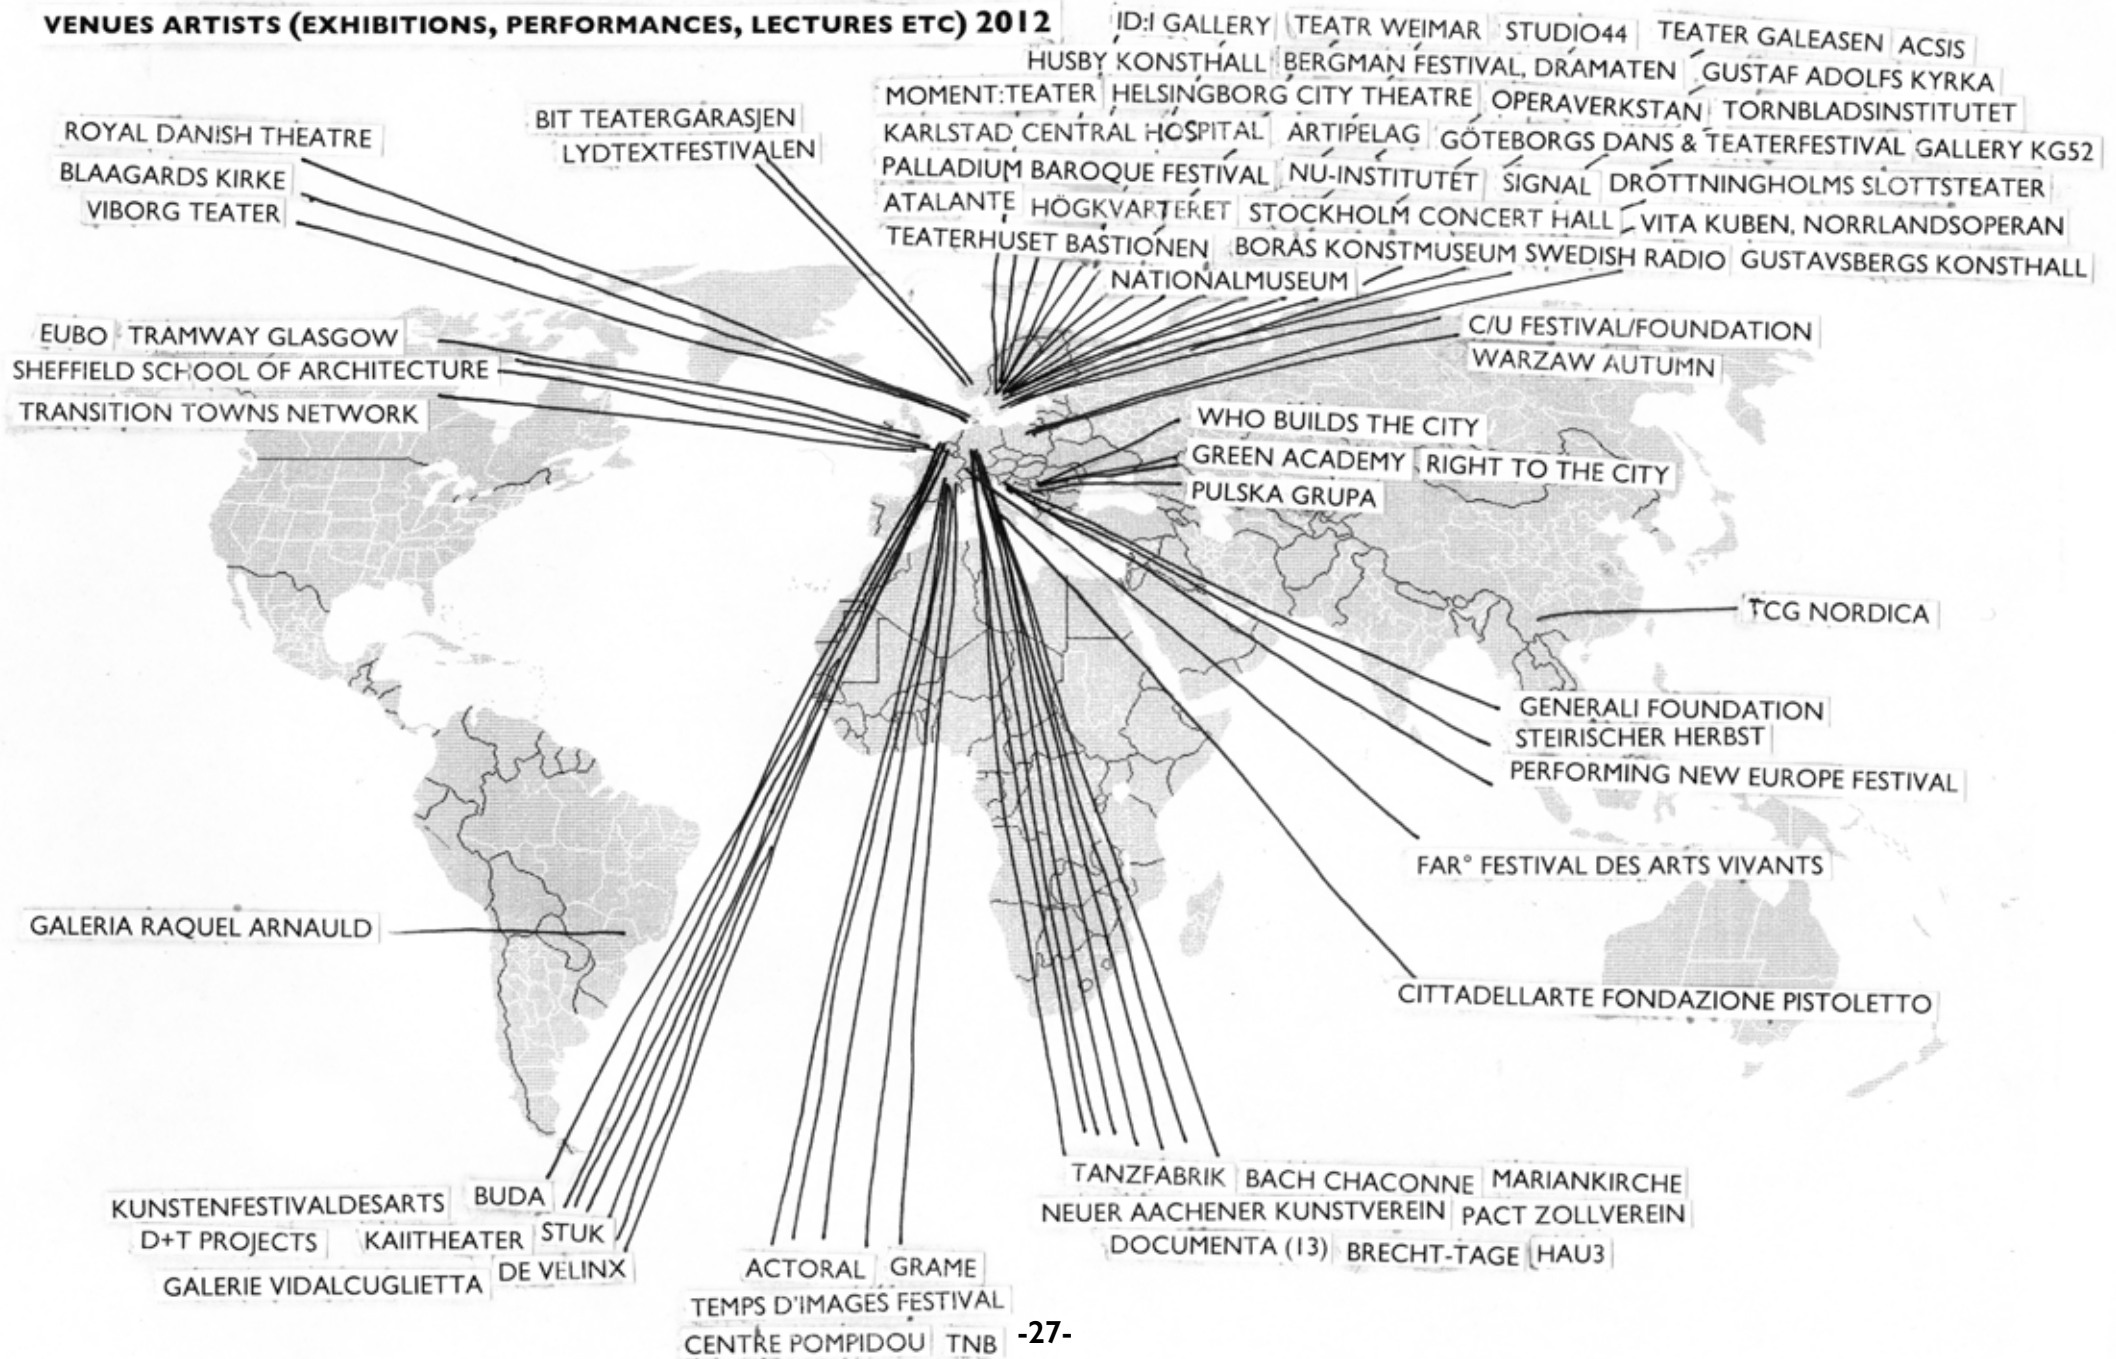 VENUES ARTISTS (EXHIBITIONS, PERFORMANCES, LECTURES ETC) 2012
ID:I GALLERY TEATR WEIMAR STUDIO44 TEATER GALEASEN ACSIS
HUSBY KONSTHALL BERGMAN FESTIVAL, DRAMATEN GUSTAF ADOLFS KYRKA
MOMENT:TEATER HELSINGBORG CITY THEATRE OPERAVERKSTAN TORNBLADSINSTITUTET
KARLSTAD CENTRAL HOSPITAL ARTIPELAG GÖTEBORGS DANS & TEATERFESTIVAL GALLERY KG52
PALLADIUM BAROQUE FESTIVAL NU-INSTITUTET SIGNAL DROTTNINGHOLMS SLOTTSTEATER
ATALANTE HÖGKVARTERET STOCKHOLM CONCERT HALL VITA KUBEN, NORRLANDSOPERAN
TEATERHUSET BASTIONEN BORÅS KONSTMUSEUM SWEDISH RADIO GUSTAVSBERGS KONSTHALL
NATIONALMUSEUM
BIT TEATERGARASJEN
LYDTEXTFESTIVALEN
ROYAL DANISH THEATRE
BLAAGARDS KIRKE
VIBORG TEATER
EUBO TRAMWAY GLASGOW
SHEFFIELD SCHOOL OF ARCHITECTURE
TRANSITION TOWNS NETWORK
C/U FESTIVAL/FOUNDATION
WARZAW AUTUMN
WHO BUILDS THE CITY
GREEN ACADEMY RIGHT TO THE CITY
PULSKA GRUPA
TCG NORDICA
GENERALI FOUNDATION
STEIRISCHER HERBST
PERFORMING NEW EUROPE FESTIVAL
FAR° FESTIVAL DES ARTS VIVANTS
CITTADELLARTE FONDAZIONE PISTOLETTO
GALERIA RAQUEL ARNAULD
KUNSTENFESTIVALDESARTS BUDA
D+T PROJECTS KAIITHEATER STUK
GALERIE VIDALCUGLIETTA DE VELINX
ACTORAL GRAME
TEMPS D'IMAGES FESTIVAL
CENTRE POMPIDOU TNB
TANZFABRIK BACH CHACONNE MARIANKIRCHE
NEUER AACHENER KUNSTVEREIN PACT ZOLLVEREIN
DOCUMENTA (13) BRECHT-TAGE HAU3
-27-